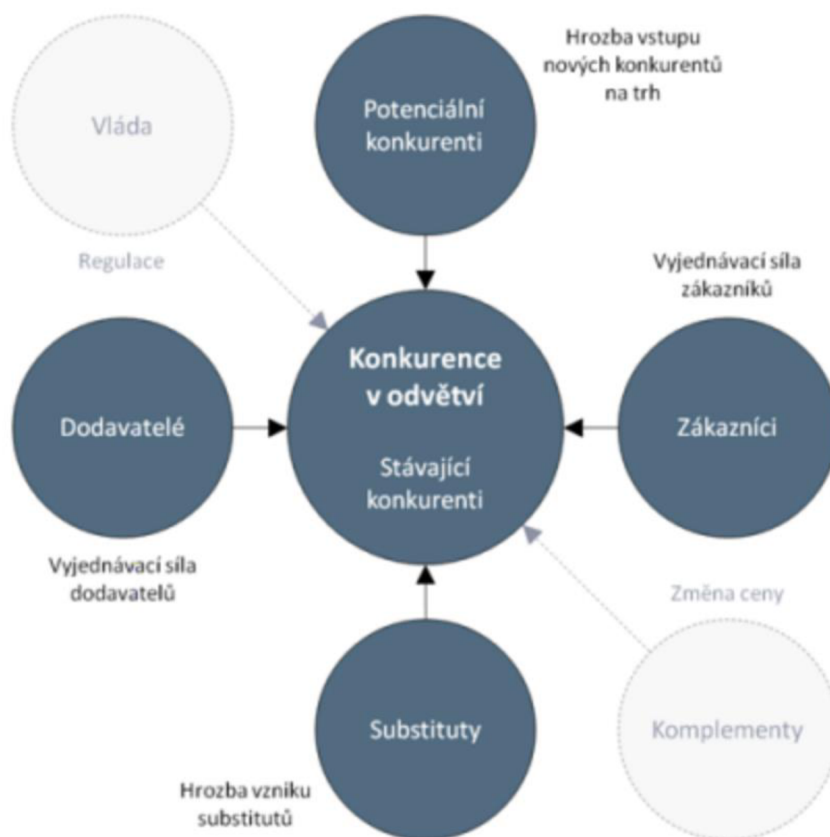 Hrozba vstupu
nových konkurentů
na trh
Vláda
Potenciální
konkurenti
Regulace
Vyjednávací síla
zákazníků
Konkurence
v odvětví
Stávající
konkurenti
Dodavatelé
Zákazníci
Vyjednávací síla
dodavatelů
Změna ceny
Substituty
Komplementy
Hrozba vzniku
substitutů